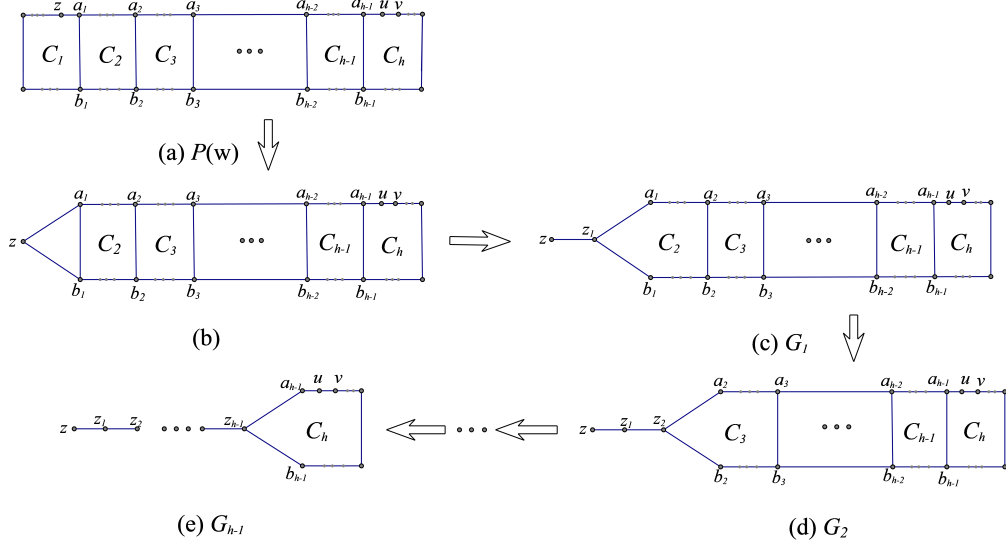 z a1 a2 a3 ah-2 ah-1 u v
C1 C2 C3 ••• Ch-1 Ch
b1 b2 b3 bh-2 bh-1
(a) P(w)
a1 a2 a3 ah-2 ah-1 u v
z C2 C3 ••• Ch-1 Ch
b1 b2 b3 bh-2 bh-1
(b)
a1 a2 a3 ah-2 ah-1 u v
z z1 C2 C3 ••• Ch-1 Ch
b1 b2 b3 bh-2 bh-1
(c) G1
a2 a3 ah-2 ah-1 u v
z z1 z2 C3 ••• Ch-1 Ch
b2 b3 bh-2 bh-1
(d) G2
ah-1 u v
z z1 z2 •••• zh-1 Ch
bh-1
(e) Gh-1